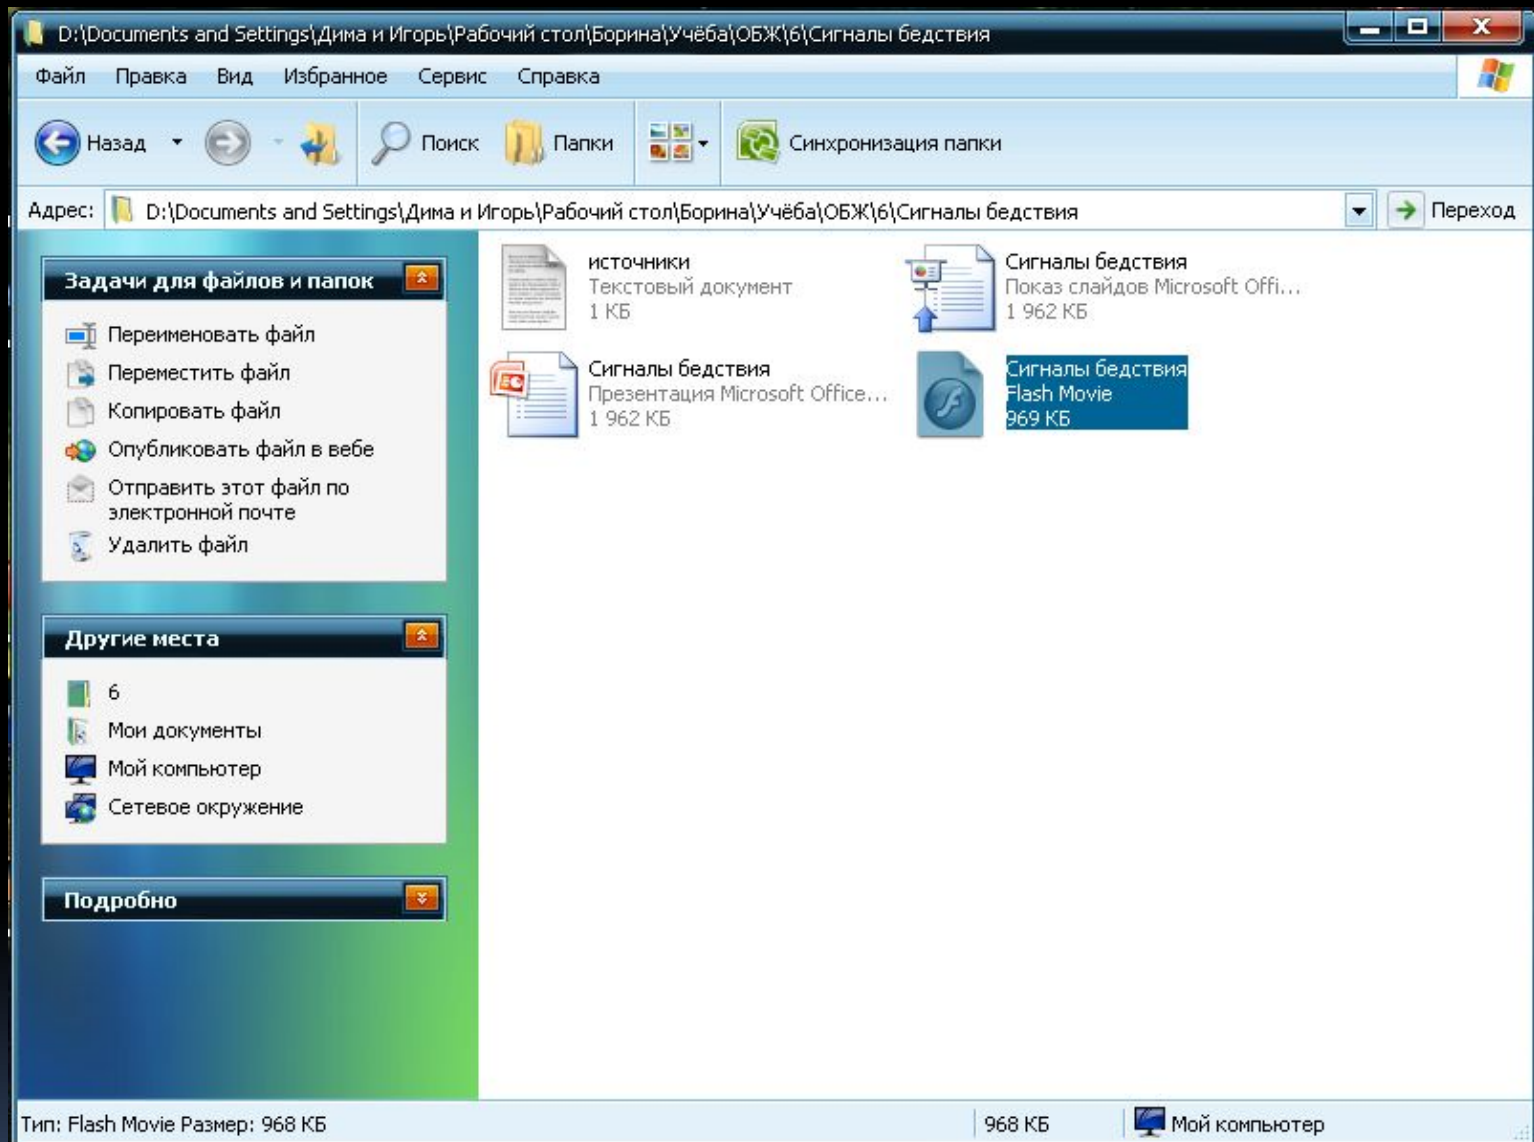 D:\Documents and Settings\Дима и Игорь\Рабочий стол\Борина\Учёба\ОБЖ\6\Сигналы бедствия
Файл Правка Вид Избранное Сервис Справка
Назад Поиск Папки Синхронизация папки
Адрес: D:\Documents and Settings\Дима и Игорь\Рабочий стол\Борина\Учёба\ОБЖ\6\Сигналы бедствия Переход
Задачи для файлов и папок
Переименовать файл
Переместить файл
Копировать файл
Опубликовать файл в вебе
Отправить этот файл по
электронной почте
Удалить файл
Другие места
6
Мои документы
Мой компьютер
Сетевое окружение
Подробно
источники
Текстовый документ
1 КБ
Сигналы бедствия
Показ слайдов Microsoft Offi...
1 962 КБ
Сигналы бедствия
Презентация Microsoft Office...
1 962 КБ
Сигналы бедствия
Flash Movie
969 КБ
Тип: Flash Movie Размер: 968 КБ 968 КБ Мой компьютер